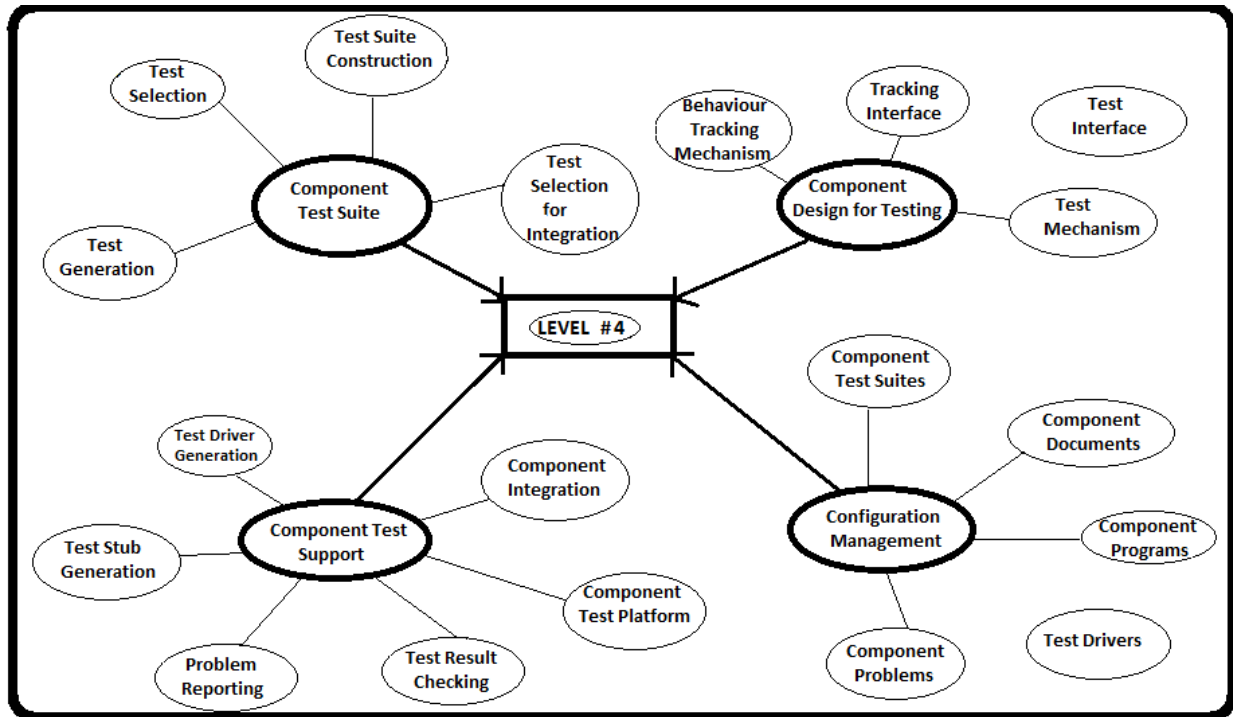 Test Suite
Construction
Test
Selection
Test
Selection
for
Integration
Component
Test Suite
Test
Generation
Behaviour
Tracking
Mechanism
Tracking
Interface
Test
Interface
Component
Design for Testing
Test
Mechanism
LEVEL #4
Component
Test Suites
Component
Documents
Configuration
Management
Component
Programs
Test Drivers
Component
Problems
Test Driver
Generation
Component
Integration
Component Test
Support
Test Stub
Generation
Component
Test Platform
Problem
Reporting
Test Result
Checking